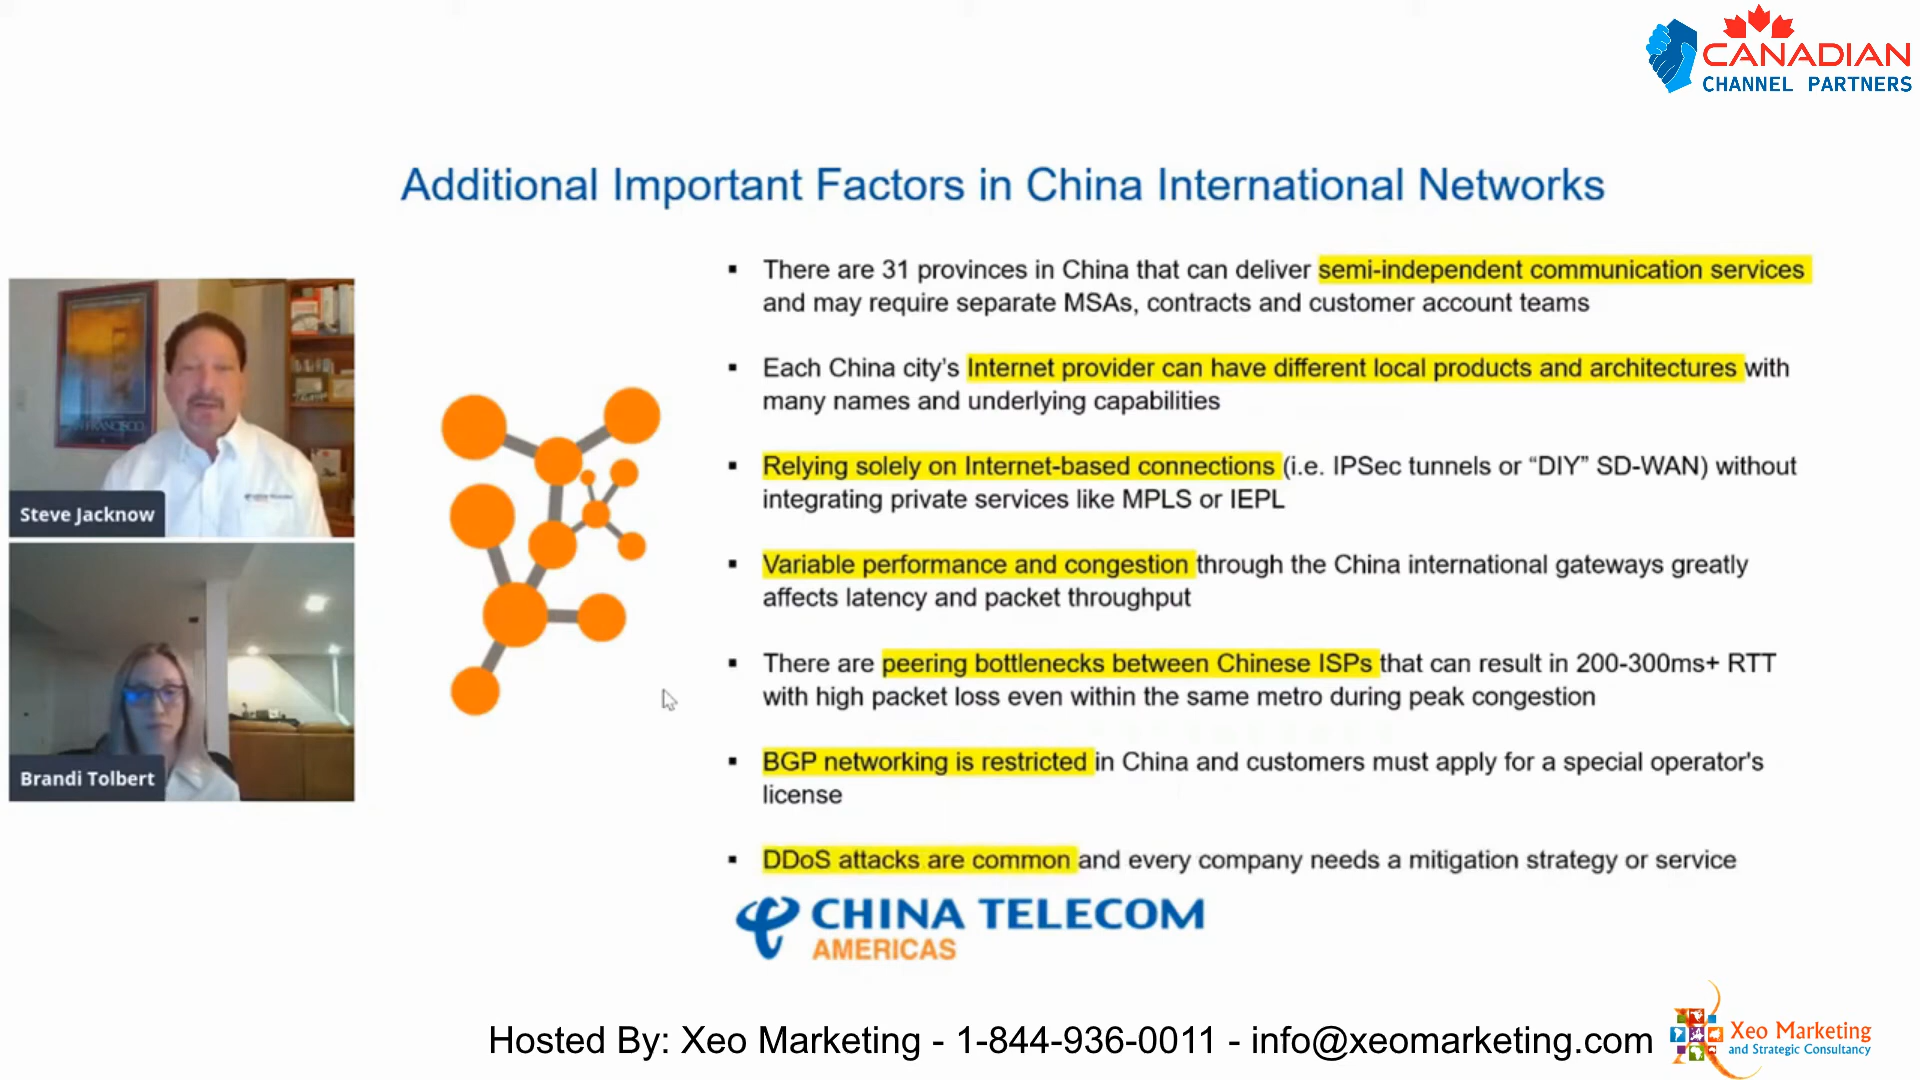 CANADIAN
CHANNEL PARTNERS
Additional Important Factors in China International Networks
▪ There are 31 provinces in China that can deliver semi-independent communication services
and may require separate MSAs, contracts and customer account teams
▪ Each China city’s Internet provider can have different local products and architectures with
many names and underlying capabilities
▪ Relying solely on Internet-based connections (i.e. IPSec tunnels or “DIY” SD-WAN) without
integrating private services like MPLS or IEPL
▪ Variable performance and congestion through the China international gateways greatly
affects latency and packet throughput
▪ There are peering bottlenecks between Chinese ISPs that can result in 200-300ms+ RTT
with high packet loss even within the same metro during peak congestion
▪ BGP networking is restricted in China and customers must apply for a special operator's
license
▪ DDoS attacks are common and every company needs a mitigation strategy or service
Steve Jacknow
Brandi Tolbert
CHINA TELECOM
AMERICAS
Hosted By: Xeo Marketing - 1-844-936-0011 - info@xeomarketing.com
Xeo Marketing
and Strategic Consultancy